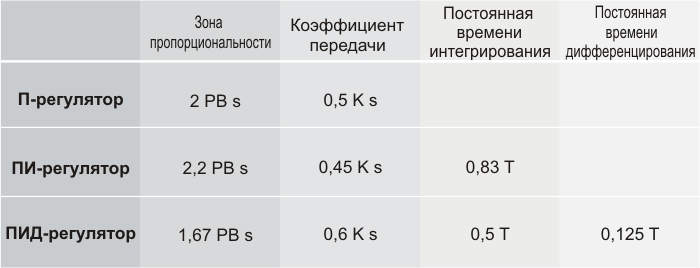 Зона
пропорциональности
Коэффициент
передачи
Постоянная
времени
интегрирования
Постоянная
времени
дифференцирования
П-регулятор
2 PB s
0,5 K s
ПИ-регулятор
2,2 PB s
0,45 K s
0,83 T
ПИД-регулятор
1,67 PB s
0,6 K s
0,5 T
0,125 T